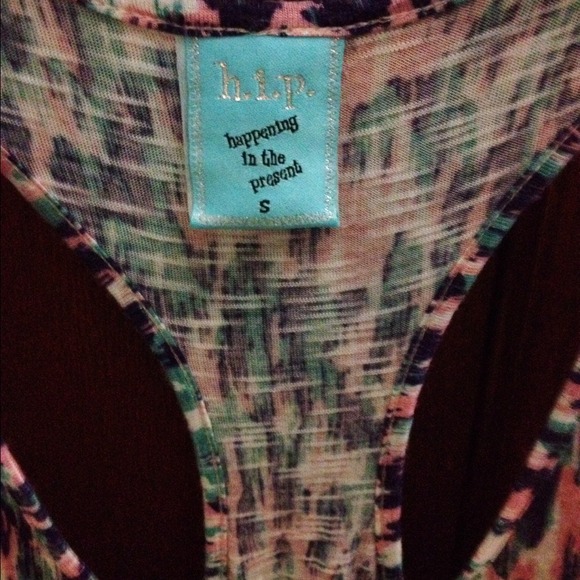 h.i.p.
happening
in the
present
S